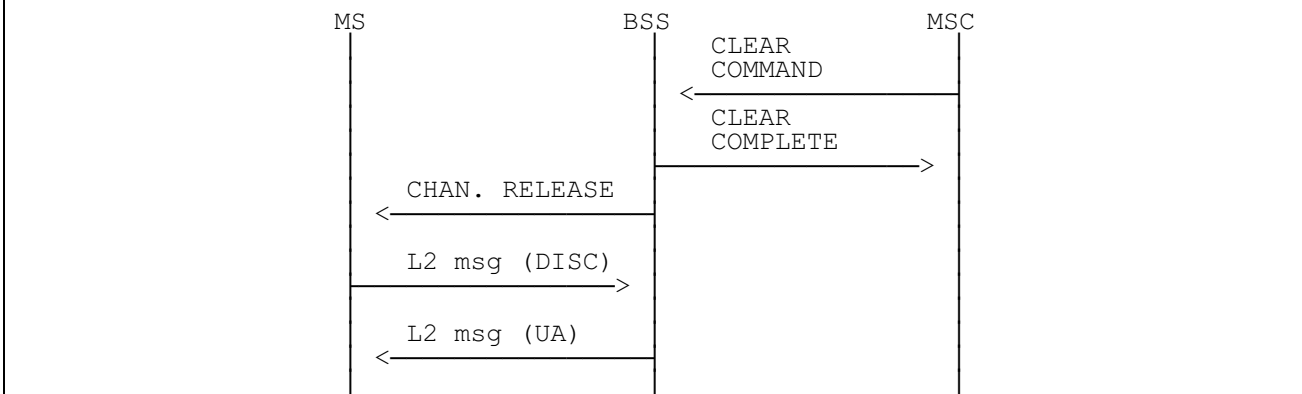 MS BSS MSC
CLEAR
COMMAND
CLEAR
COMPLETE
CHAN. RELEASE
L2 msg (DISC)
L2 msg (UA)